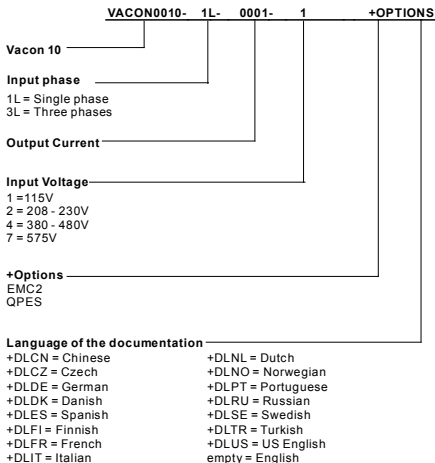 VACON0010- 1L- 0001- 1 +OPTIONS
Vacon 10
Input phase
1L = Single phase
3L = Three phases
Output Current
Input Voltage
1 =115V
2 = 208 - 230V
4 = 380 - 480V
7 = 575V
+Options
EMC2
QPES
Language of the documentation
+DLCN = Chinese
+DLCZ = Czech
+DLDE = German
+DLDK = Danish
+DLES = Spanish
+DLFI = Finnish
+DLFR = French
+DLIT = Italian
+DLNL = Dutch
+DLNO = Norwegian
+DLPT = Portuguese
+DLRU = Russian
+DLSE = Swedish
+DLTR = Turkish
+DLUS = US English
empty = English